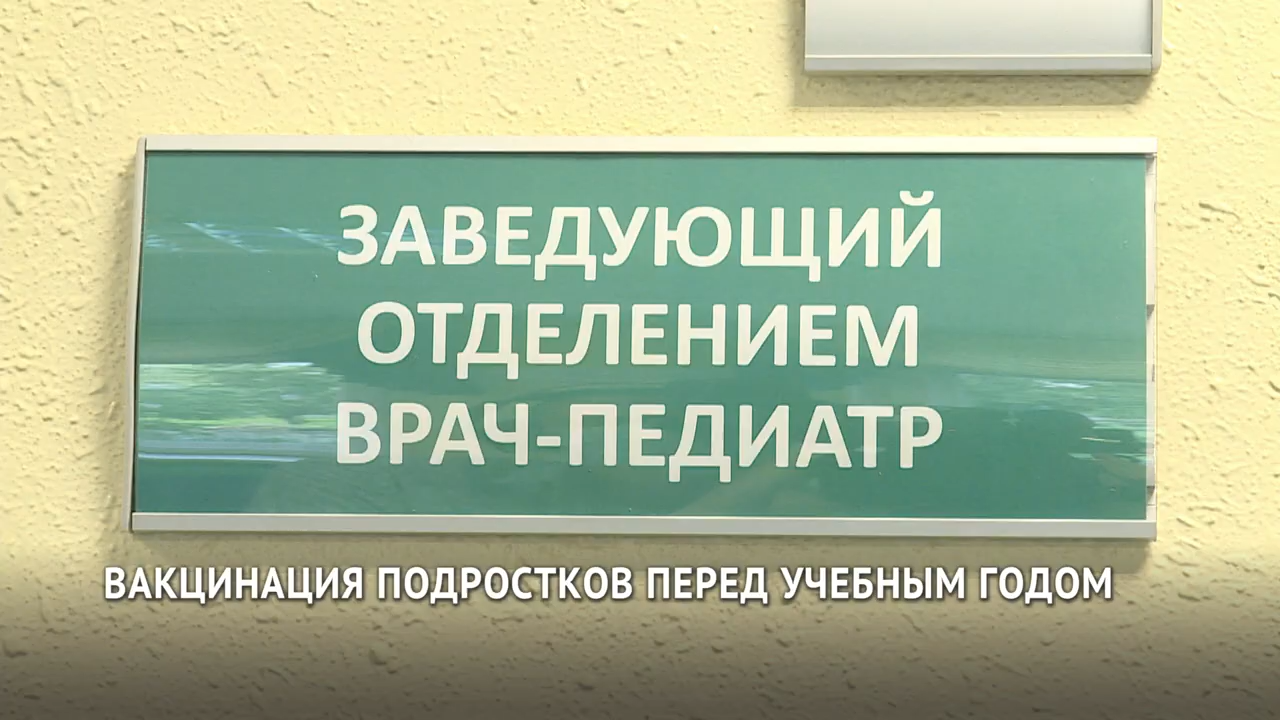 ЗАВЕДУЮЩИЙ
ОТДЕЛЕНИЕМ
ВРАЧ-ПЕДИАТР
ВАКЦИНАЦИЯ ПОДРОСТКОВ ПЕРЕД УЧЕБНЫМ ГОДОМ